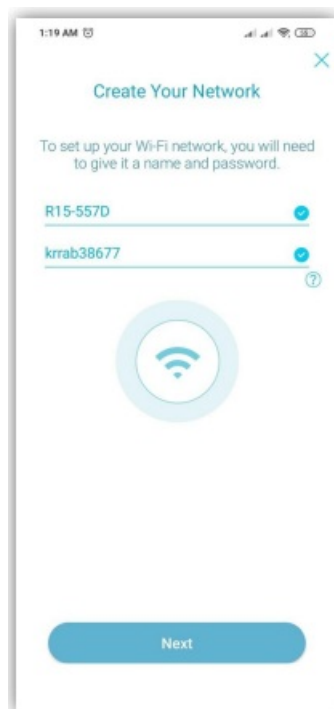 1:19 AM
Create Your Network
To set up your Wi-Fi network, you will need
to give it a name and password.
R15-557D
krrab38677
?
Next